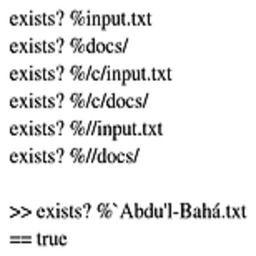 exists? %input.txt
exists? %docs/
exists? %/c/input.txt
exists? %/c/docs/
exists? %//input.txt
exists? %//docs/
>> exists? %`Abdu'l-Bahá.txt
== true